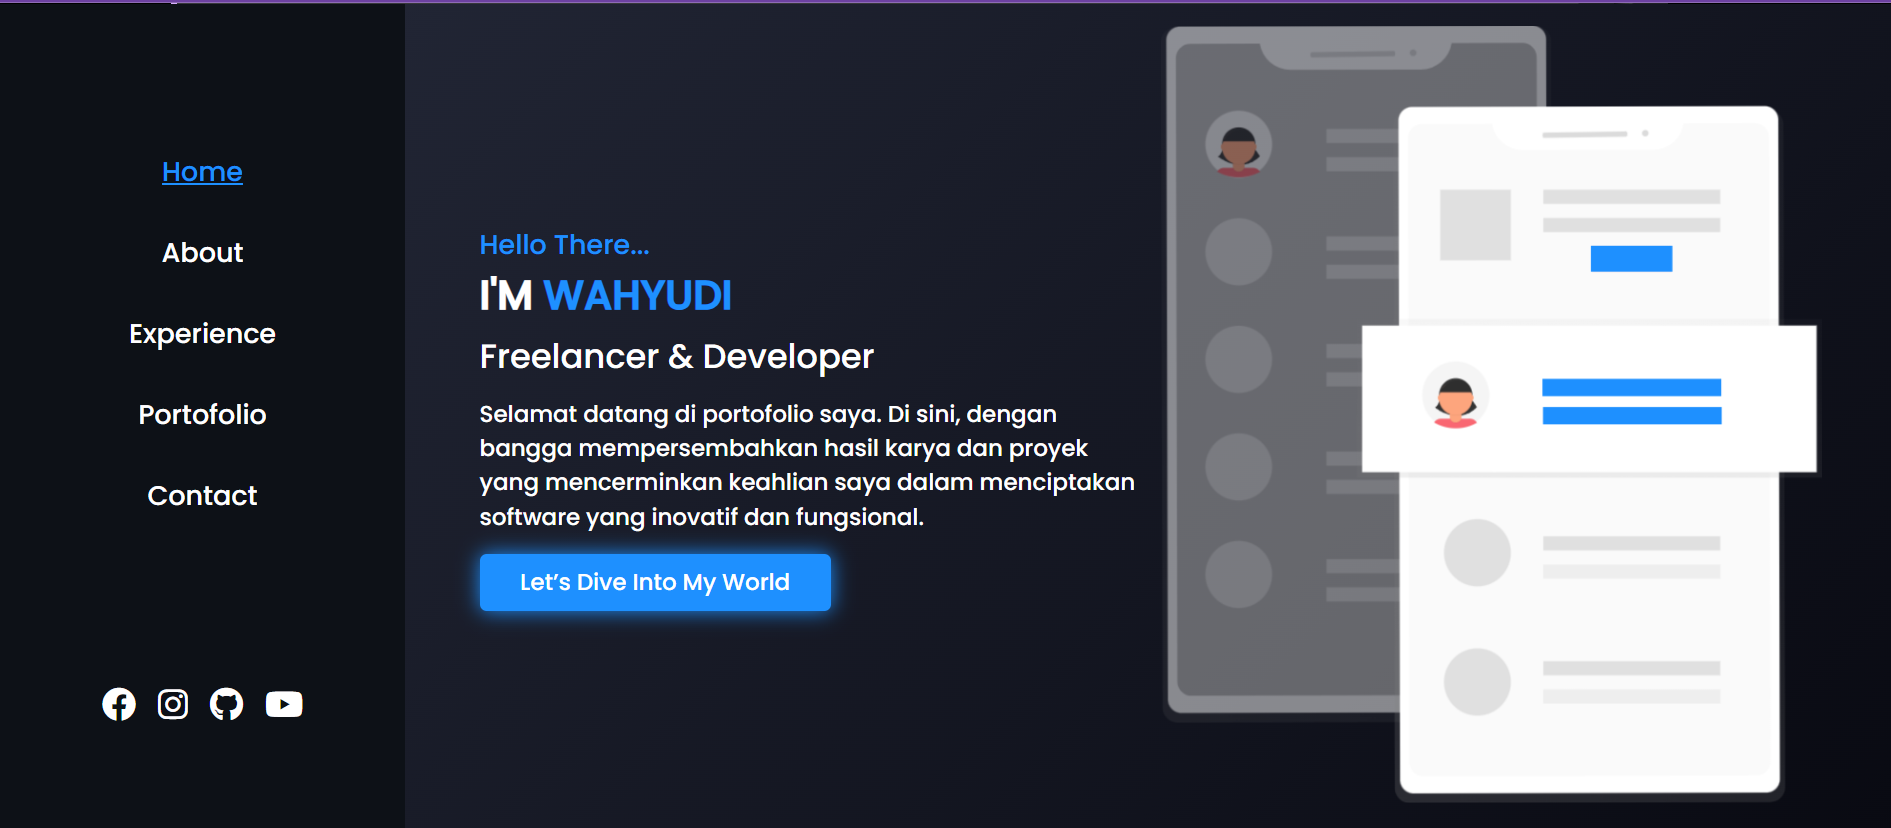 Home
About
Experience
Portofolio
Contact
Hello There...
I'M WAHYUDI
Freelancer & Developer
Selamat datang di portofolio saya. Di sini, dengan
bangga mempersembahkan hasil karya dan proyek
yang mencerminkan keahlian saya dalam menciptakan
software yang inovatif dan fungsional.
Let’s Dive Into My World